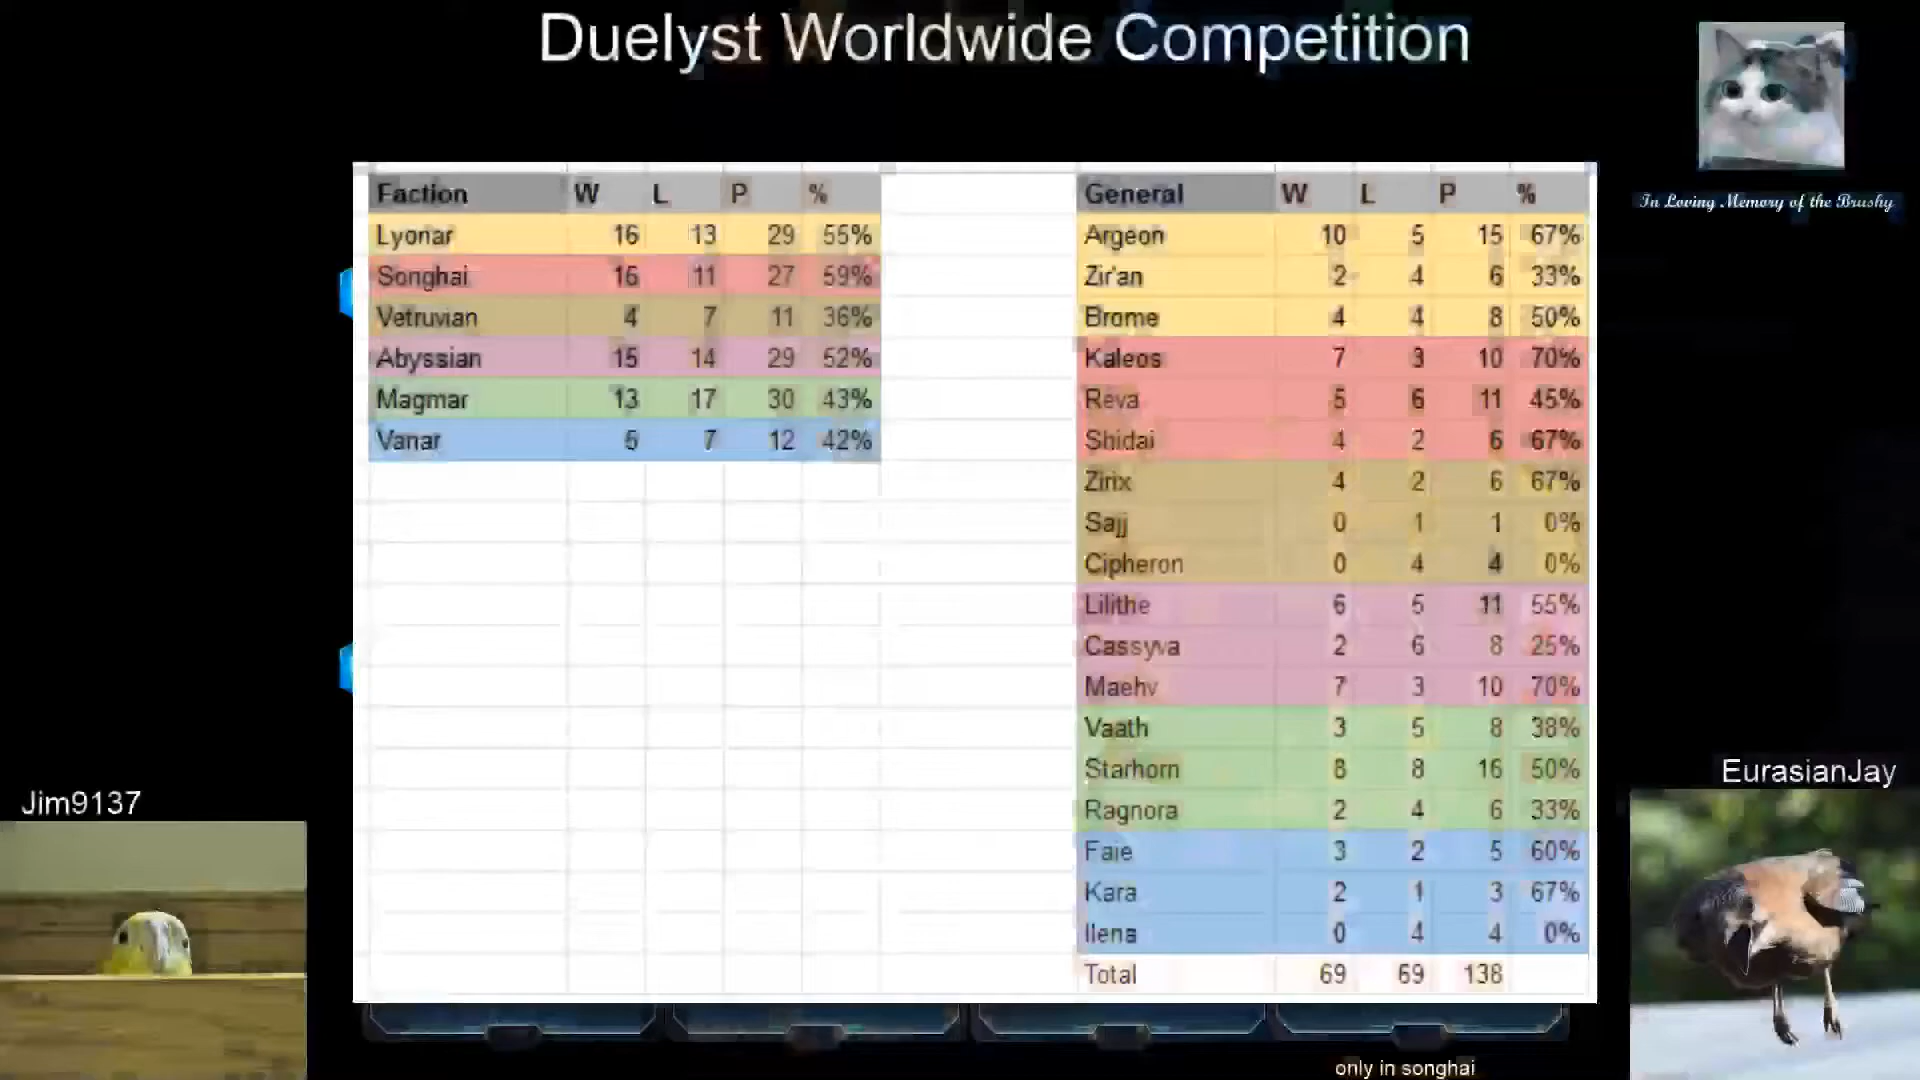 Duelyst Worldwide Competition
In Loving Memory of the Brushy
Faction W L P %
Lyonar 16 13 29 55%
Songhai 16 11 27 59%
Vetruvian 4 7 11 36%
Abyssian 15 14 29 52%
Magmar 13 17 30 43%
Vanar 5 7 12 42%
General W L P %
Argeon 10 5 15 67%
Zir'an 2 4 6 33%
Brome 4 4 8 50%
Kaleos 7 3 10 70%
Reva 5 6 11 45%
Shidai 4 2 6 67%
Zirix 4 2 6 67%
Sajj 0 1 1 0%
Cipheron 0 4 4 0%
Lilithe 6 5 11 55%
Cassyva 2 6 8 25%
Maehv 7 3 10 70%
Vaath 3 5 8 38%
Starhorn 8 8 16 50%
Ragnora 2 4 6 33%
Faie 3 2 5 60%
Kara 2 1 3 67%
Ilena 0 4 4 0%
Total 69 69 138
Jim9137
EurasianJay
only in songhai